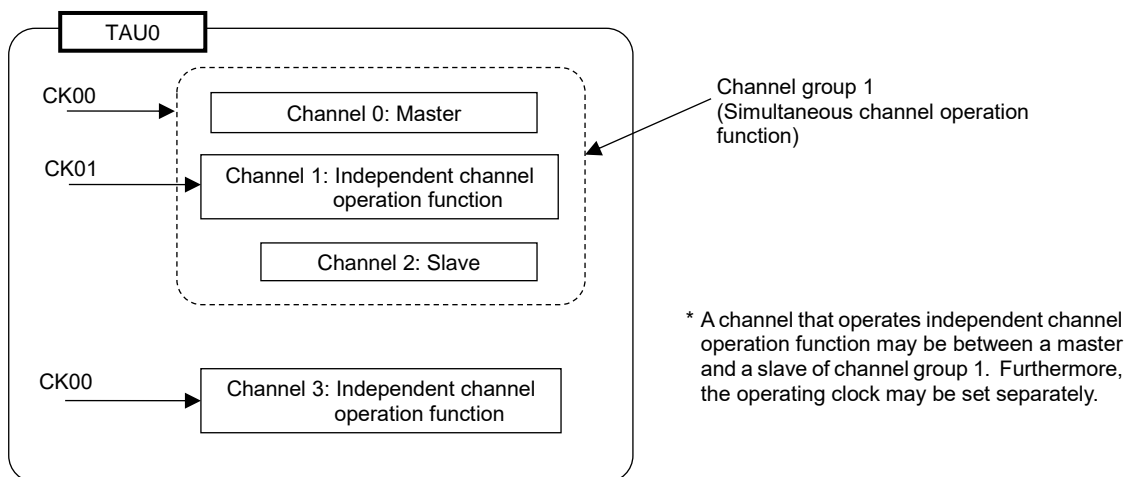 TAU0
CK00
Channel 0: Master
Channel group 1
(Simultaneous channel operation
function)
CK01
Channel 1: Independent channel
operation function
Channel 2: Slave
* A channel that operates independent channel
operation function may be between a master
and a slave of channel group 1. Furthermore,
the operating clock may be set separately.
CK00
Channel 3: Independent channel
operation function